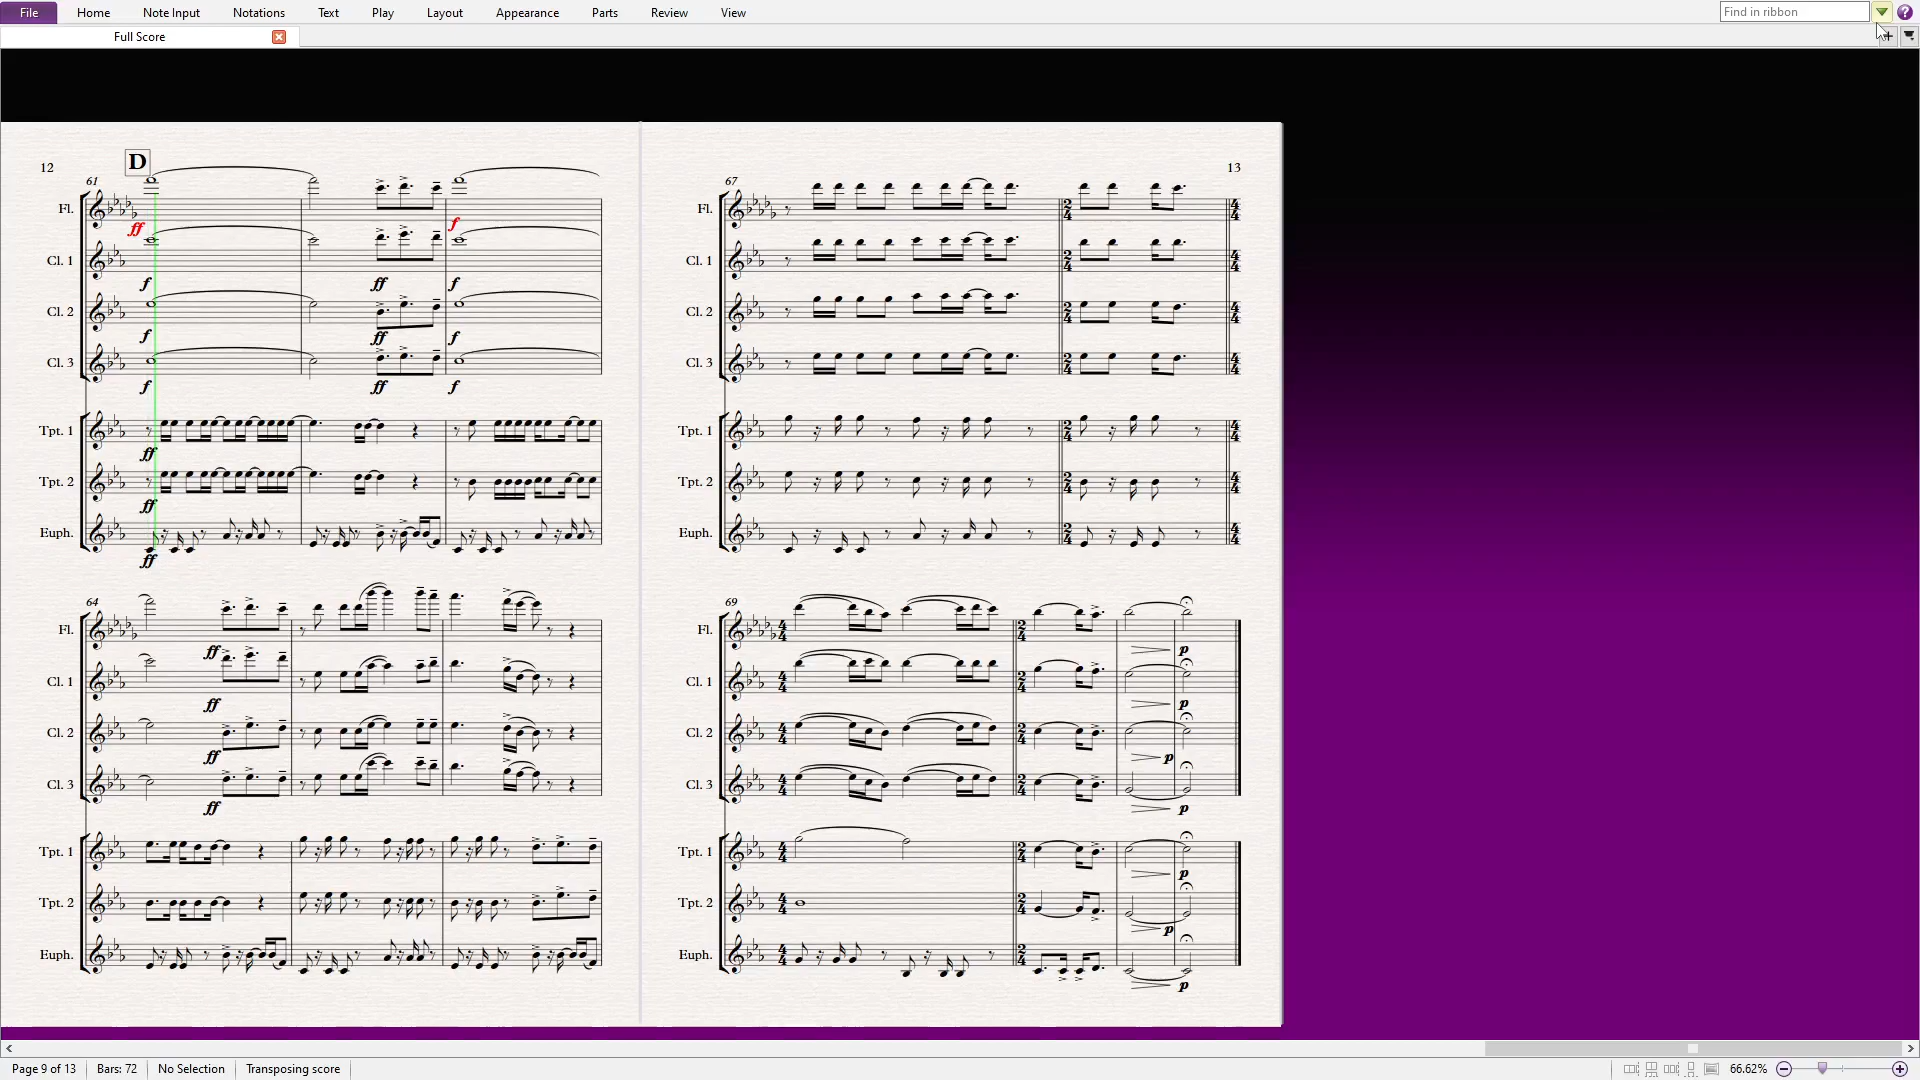 File Home Note Input Notations Text Play Layout Appearance Parts Review View Find in ribbon ?
Full Score
12 D 13
61 67
Fl. Fl.
ff f
Cl. 1 Cl. 1
f ff f
Cl. 2 Cl. 2
f ff f
Cl. 3 Cl. 3
f ff f
Tpt. 1 Tpt. 1
ff
Tpt. 2 Tpt. 2
ff
Euph. Euph.
ff
64 69
Fl. Fl.
ff p
Cl. 1 Cl. 1
ff p
Cl. 2 Cl. 2
ff p
Cl. 3 Cl. 3
ff p
Tpt. 1 Tpt. 1
p
Tpt. 2 Tpt. 2
p
Euph. Euph.
p
Page 9 of 13 Bars: 72 No Selection Transposing score 66.62%